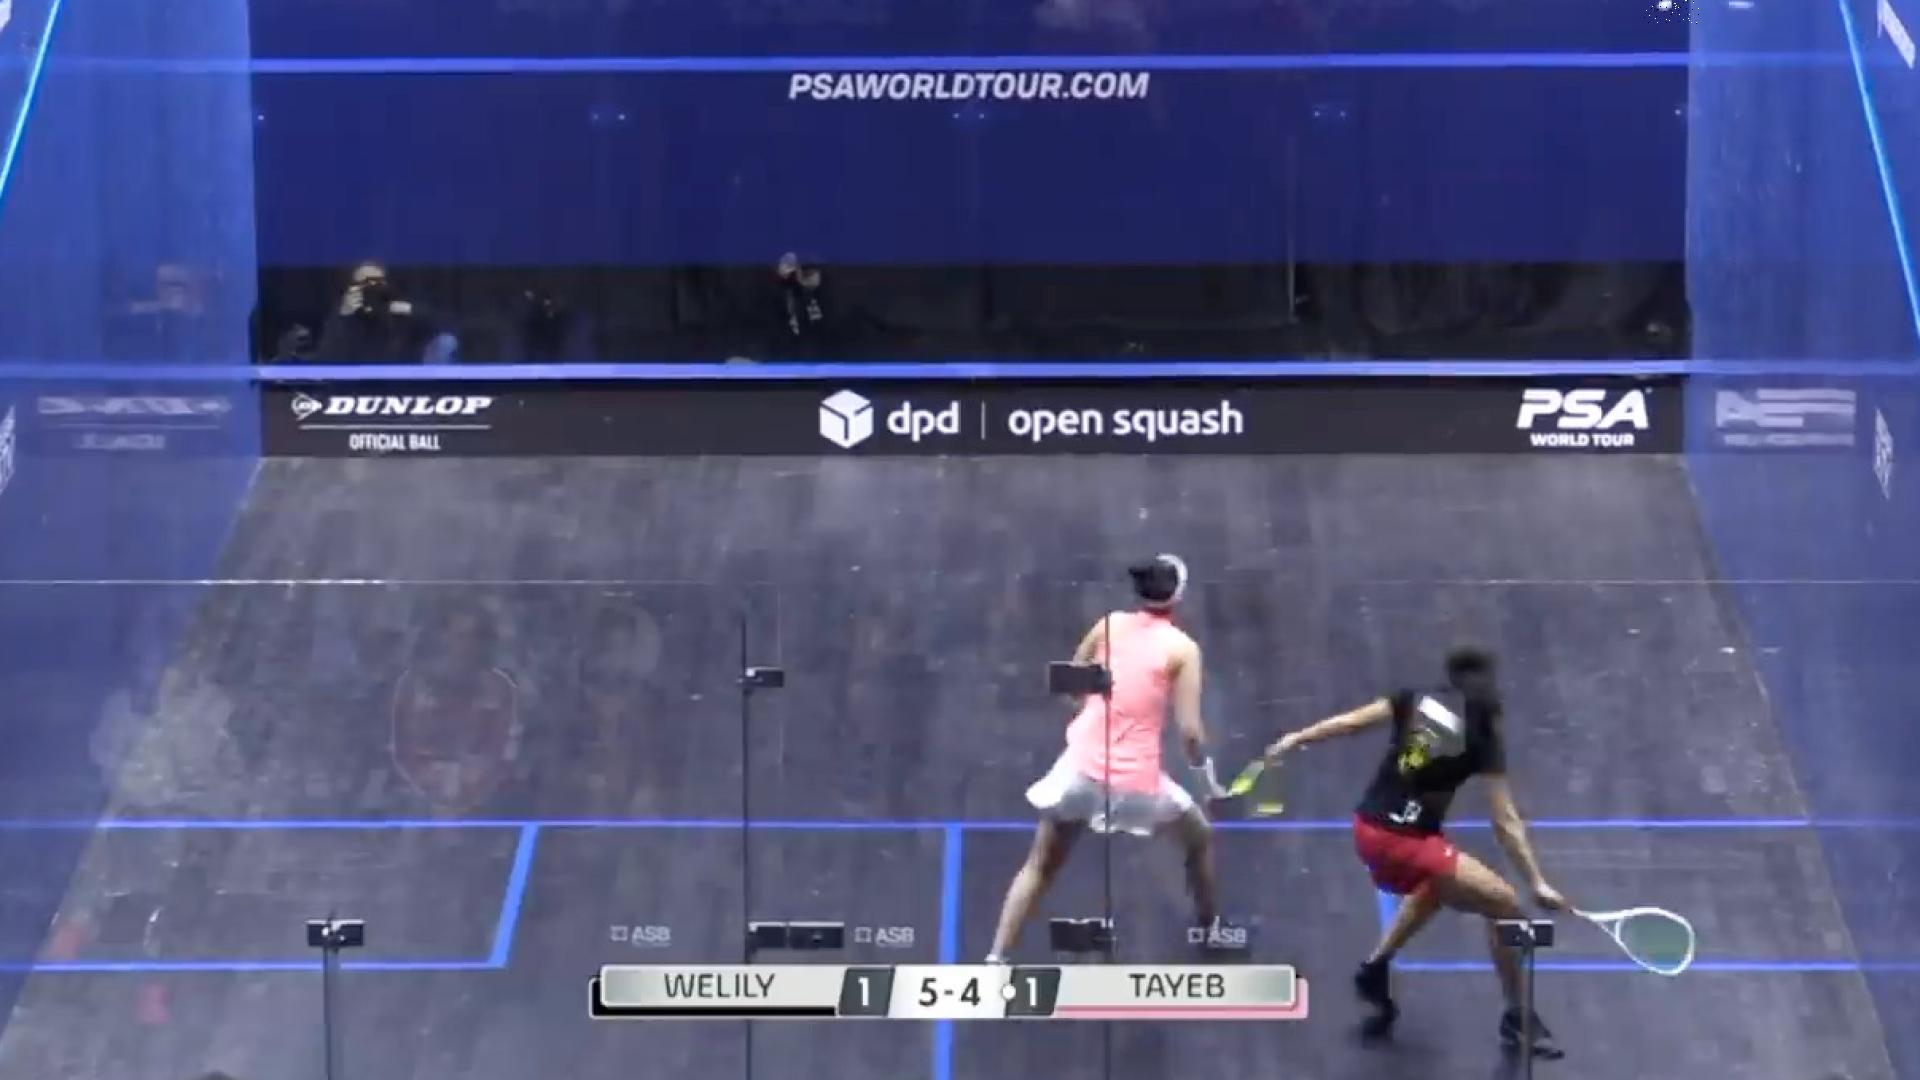 PSAWORLDTOUR.COM
DUNLOP
OFFICIAL BALL
dpd | open squash
PSA
WORLD TOUR
ASB
ASB
ASB
WELILY 1 5-4 1 TAYEB